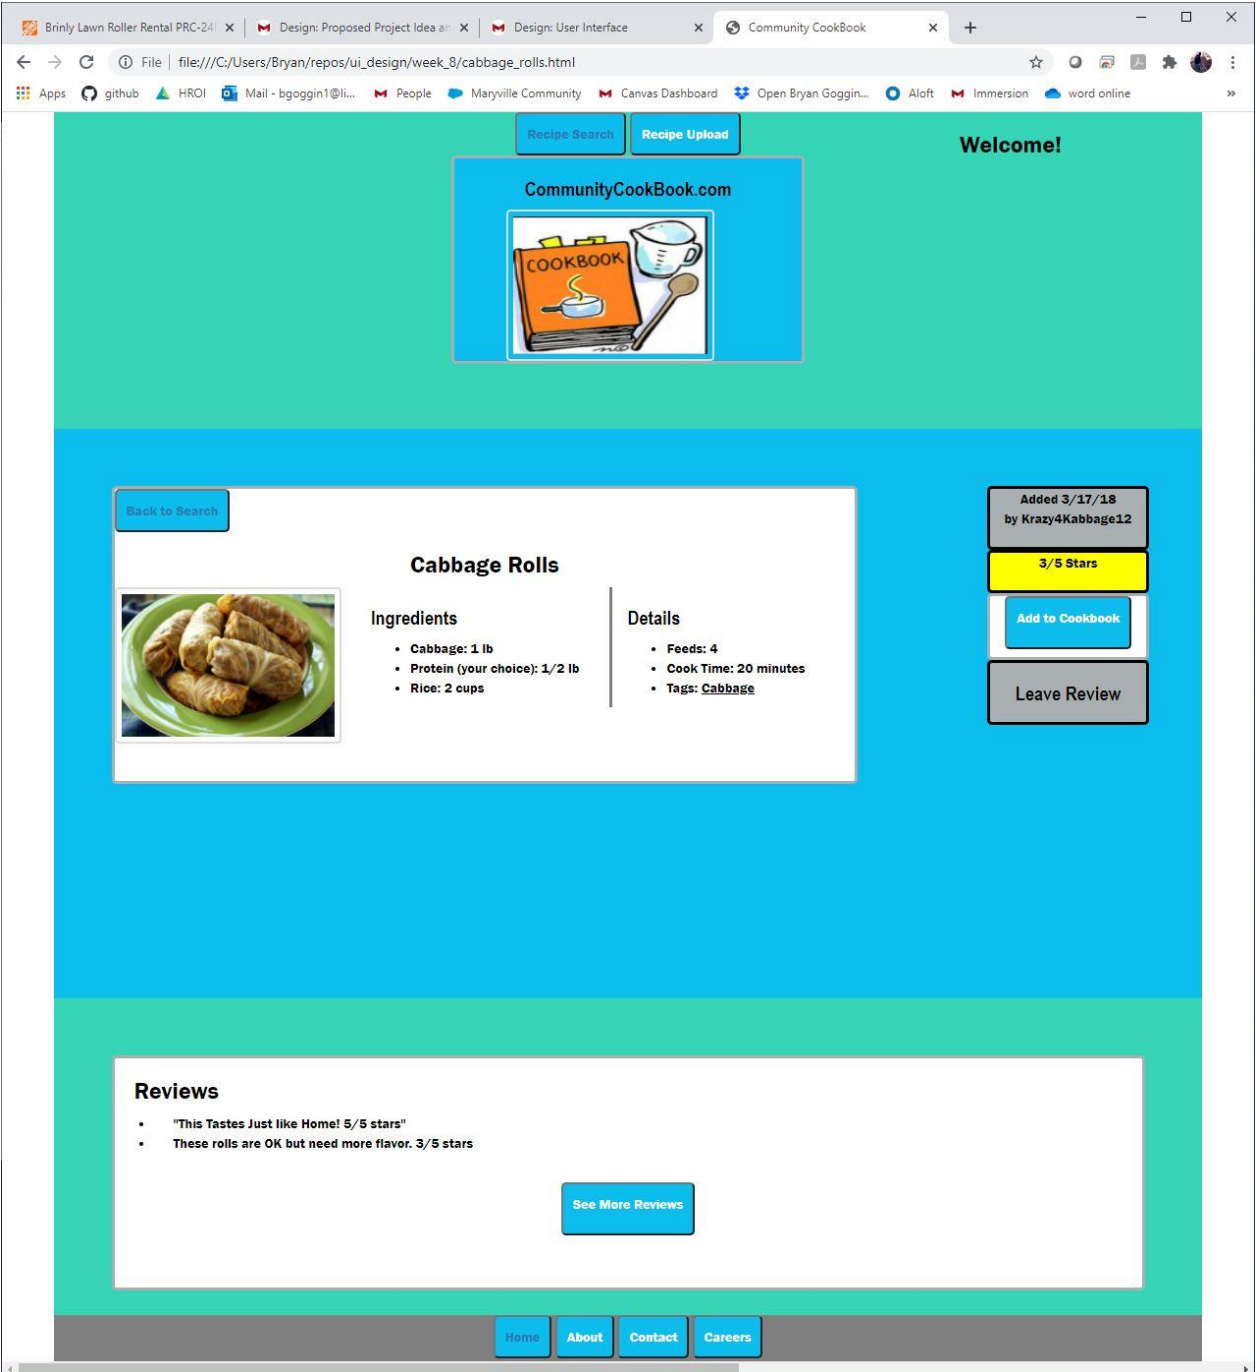 Brinly Lawn Roller Rental PRC-24
Design: Proposed Project Idea an
Design: User Interface
Community CookBook
File
file:///C:/Users/Bryan/repos/ui_design/week_8/cabbage_rolls.html
Apps
github
HROI
Mail - bgoggin1@li...
People
Maryville Community
Canvas Dashboard
Open Bryan Goggin...
Aloft
Immersion
word online
»
Recipe Search
Recipe Upload
Welcome!
CommunityCookBook.com
COOKBOOK
Back to Search
Added 3/17/18
by Krazy4Kabbage12
3/5 Stars
Add to Cookbook
Leave Review
Cabbage Rolls
Ingredients
• Cabbage: 1 lb
• Protein (your choice): 1/2 lb
• Rice: 2 cups
Details
• Feeds: 4
• Cook Time: 20 minutes
• Tags: Cabbage
Reviews
• "This Tastes Just like Home! 5/5 stars"
• These rolls are OK but need more flavor. 3/5 stars
See More Reviews
Home
About
Contact
Careers